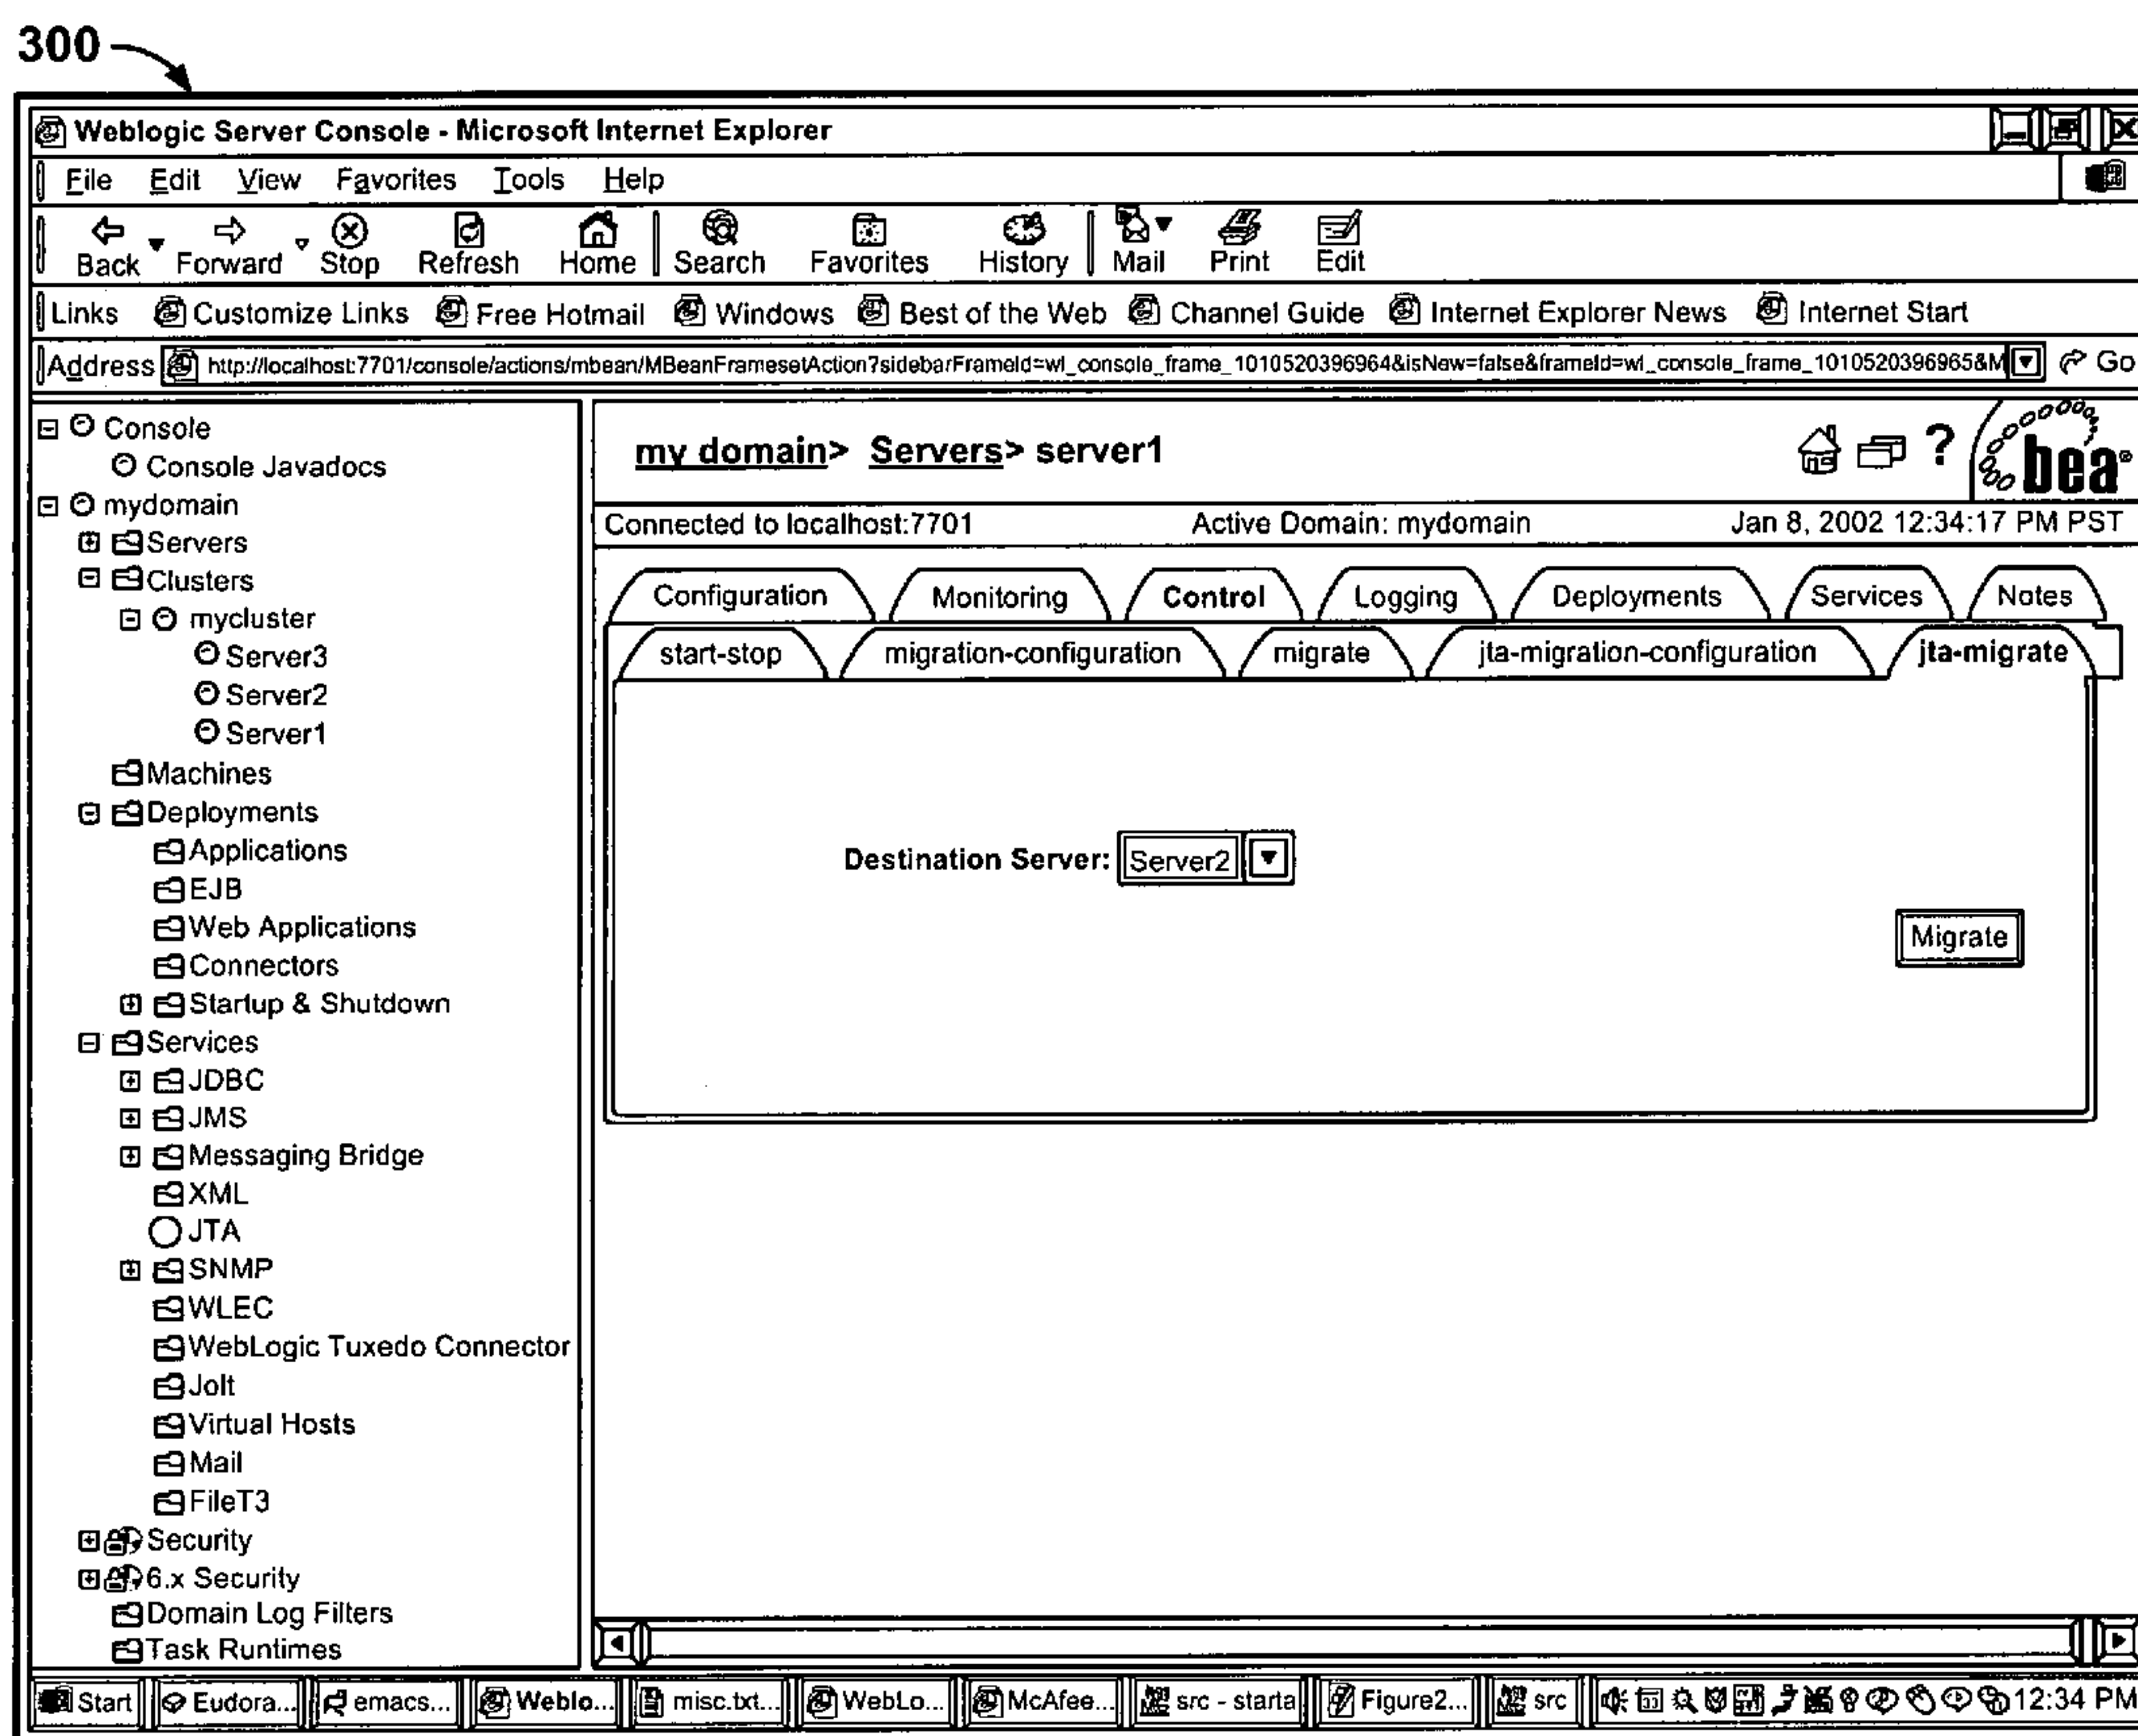 300
Weblogic Server Console - Microsoft Internet Explorer
File Edit View Favorites Tools Help
Back Forward Stop Refresh Home Search Favorites History Mail Print Edit
Links Customize Links Free Hotmail Windows Best of the Web Channel Guide Internet Explorer News Internet Start
Address http://localhost:7701/console/actions/mbean/MBeanFramesetAction?sidebarFrameId=wl_console_frame_1010520396964&isNew=false&frameId=wl_console_frame_1010520396965&M Go
Console
Console Javadocs
mydomain
Servers
Clusters
mycluster
Server3
Server2
Server1
Machines
Deployments
Applications
EJB
Web Applications
Connectors
Startup & Shutdown
Services
JDBC
JMS
Messaging Bridge
XML
JTA
SNMP
WLEC
WebLogic Tuxedo Connector
Jolt
Virtual Hosts
Mail
FileT3
Security
6.x Security
Domain Log Filters
Task Runtimes
my domain> Servers> server1
? bea®
Connected to localhost:7701 Active Domain: mydomain Jan 8, 2002 12:34:17 PM PST
Configuration Monitoring Control Logging Deployments Services Notes
start-stop migration-configuration migrate jta-migration-configuration jta-migrate
Destination Server: Server2
Migrate
Start Eudora... emacs... Weblo... misc.txt... WebLo... McAfee... src - starta Figure2... src 12:34 PM